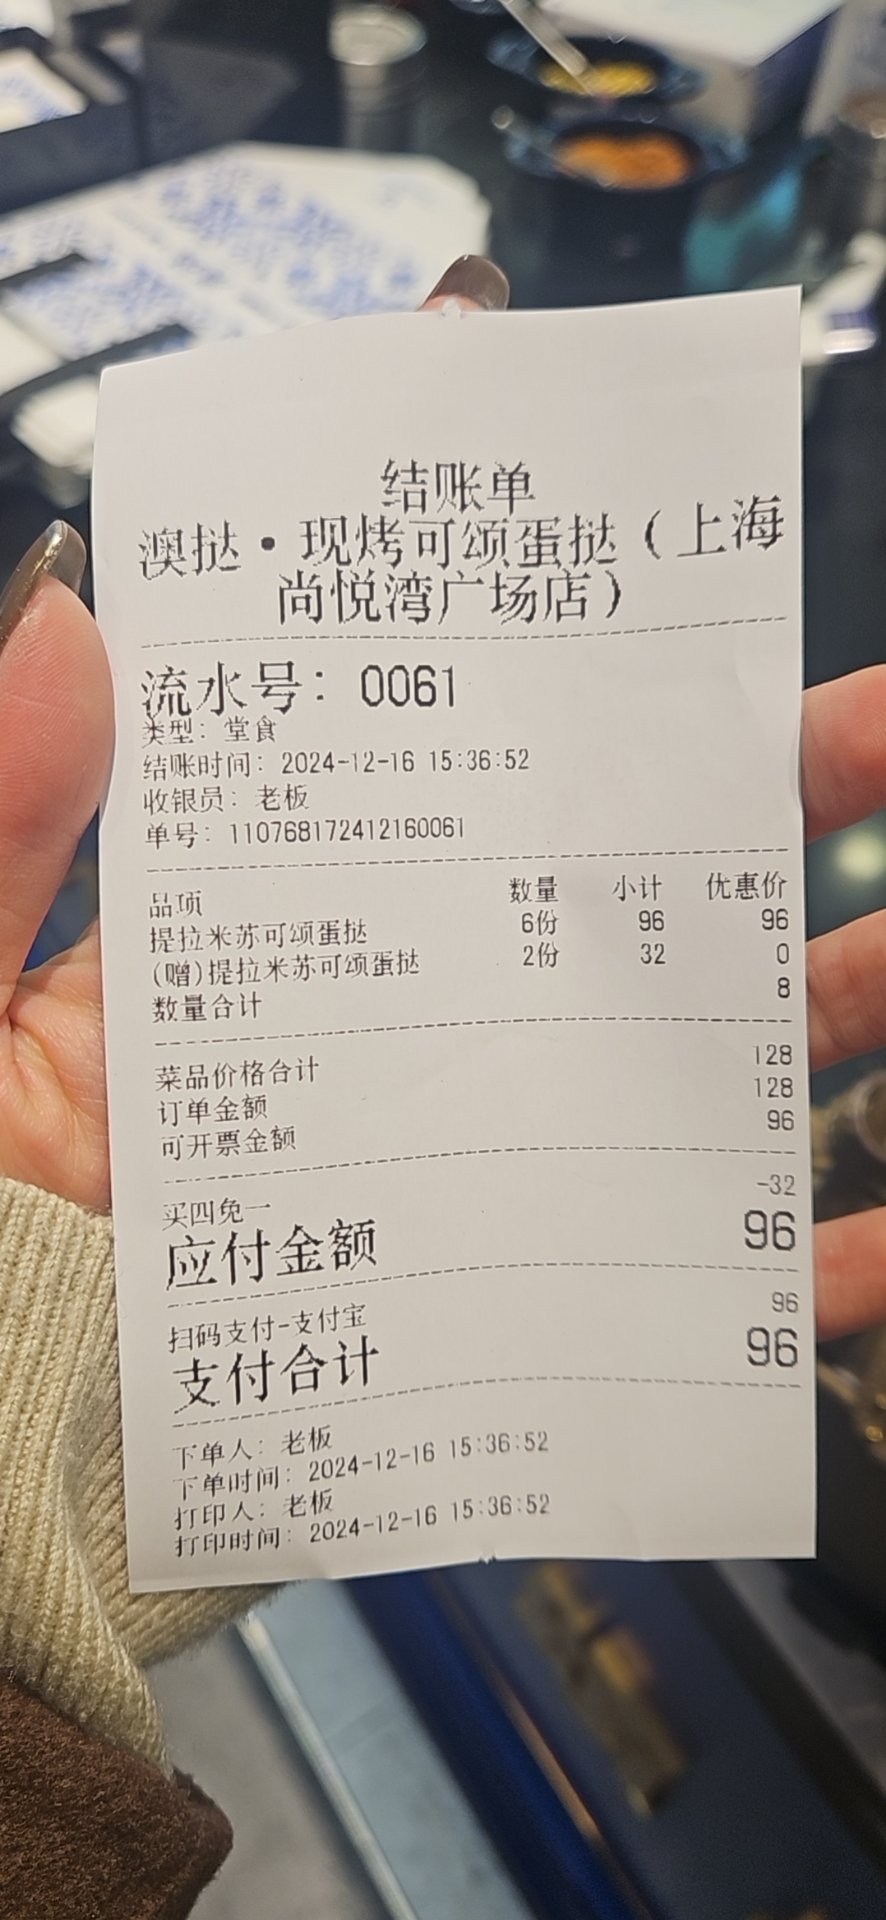 结账单
澳挞·现烤可颂蛋挞（上海
尚悦湾广场店）
流水号：0061
类型：堂食
结账时间：2024-12-16 15:36:52
收银员：老板
单号：110768172412160061
品项 数量 小计 优惠价
提拉米苏可颂蛋挞 6份 96 96
(赠)提拉米苏可颂蛋挞 2份 32 0
数量合计 8
菜品价格合计 128
订单金额 128
可开票金额 96
买四免一 -32
应付金额 96
扫码支付-支付宝 96
支付合计 96
下单人：老板
下单时间：2024-12-16 15:36:52
打印人：老板
打印时间：2024-12-16 15:36:52